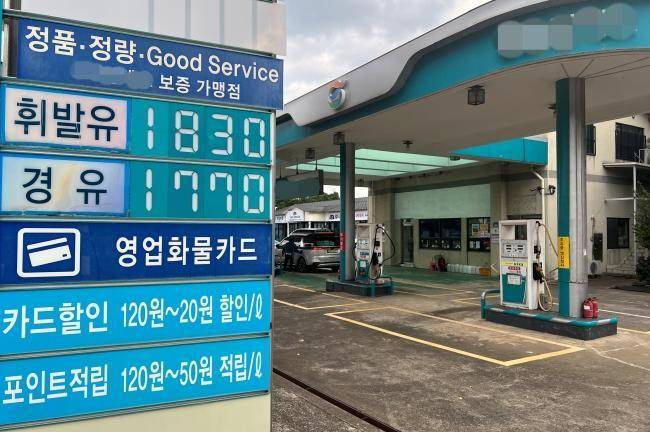 정품·정량·Good Service
보증 가맹점
휘발유 1830
경 유 1770
영업화물카드
카드할인 120원~20원 할인/ℓ
포인트적립 120원~50원 적립/ℓ